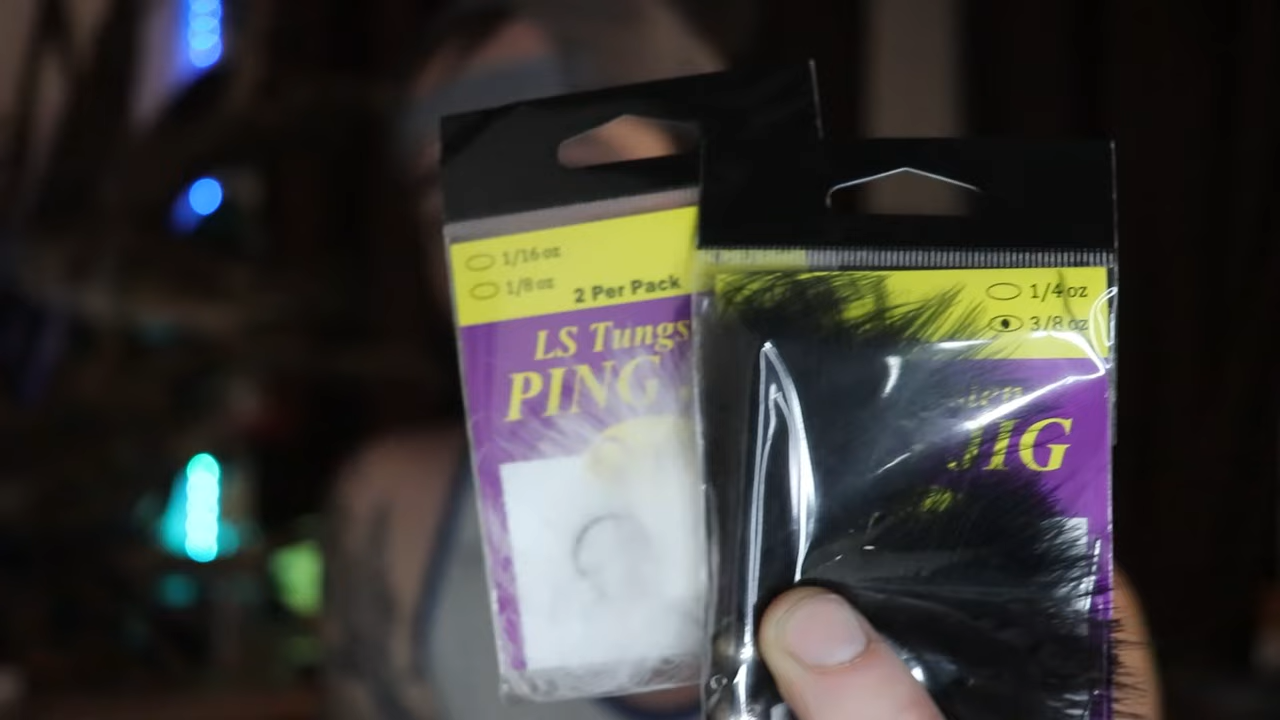 1/16 oz
1/8 oz
2 Per Pack
LS Tungs
PING
1/4 oz
3/8 oz
JIG